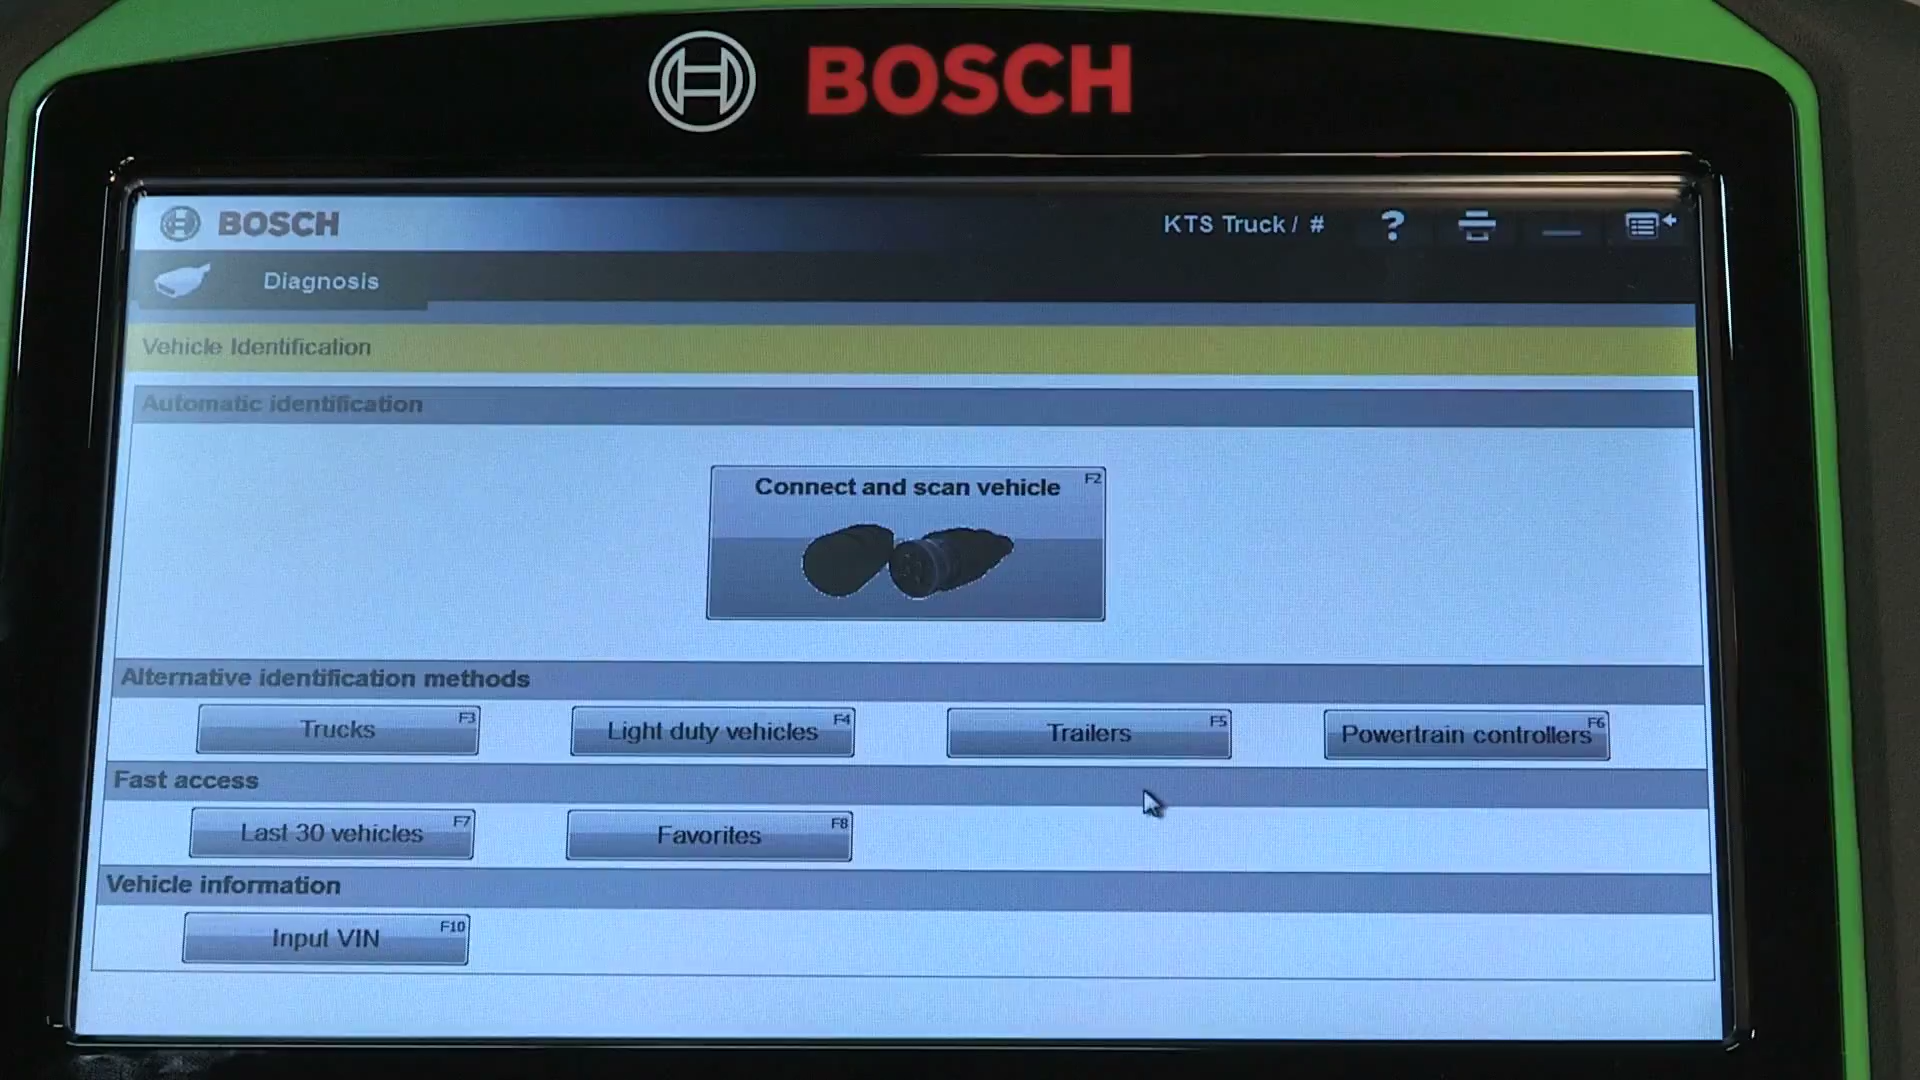 BOSCH
BOSCH
KTS Truck / # ?
Diagnosis
Vehicle Identification
Automatic identification
Connect and scan vehicle F2
Alternative identification methods
Trucks F3
Light duty vehicles F4
Trailers F5
Powertrain controllers F6
Fast access
Last 30 vehicles F7
Favorites F8
Vehicle information
Input VIN F10